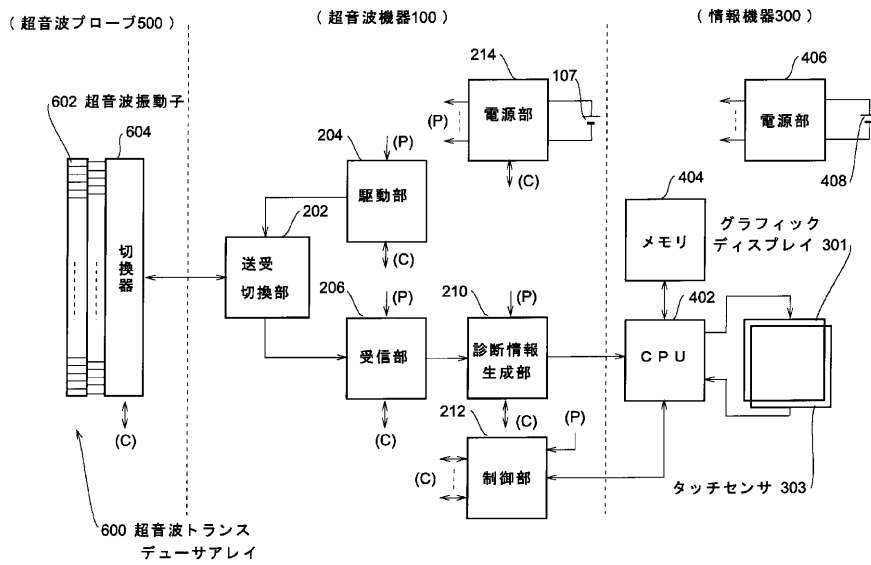 （超音波プローブ500）
（超音波機器100）
（情報機器300）
602 超音波振動子
604
切換器
(C)
600 超音波トランス
デューサアレイ
214
107
電源部
(P)
(C)
204
(P)
駆動部
(C)
202
送受
切換部
206
(P)
受信部
(C)
210
(P)
診断情報
生成部
(C)
212
(P)
制御部
(C)
406
電源部
408
404
メモリ
402
CPU
グラフィック
ディスプレイ 301
タッチセンサ 303